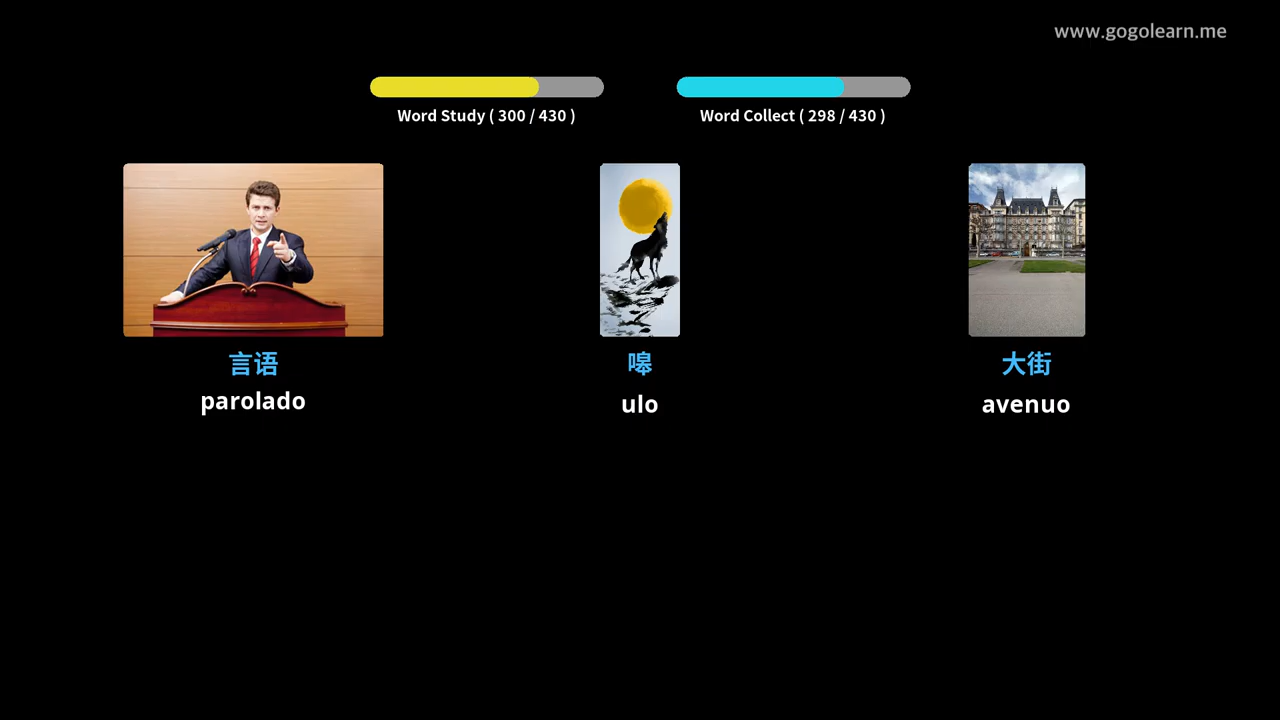 www.gogolearn.me
Word Study ( 300 / 430 )
Word Collect ( 298 / 430 )
言语
嗥
大街
parolado
ulo
avenuo